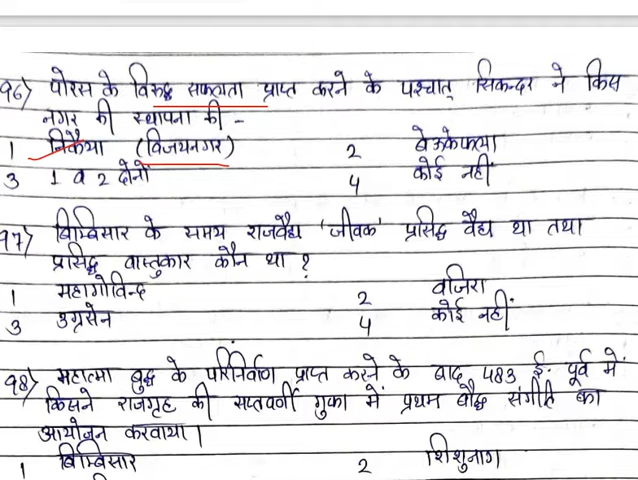 96) पोरस के विरुद्ध सफलता प्राप्त करने के पश्चात् सिकन्दर ने किस
नगर की स्थापना की -
1 निकैया (विजयनगर) 2 बेऊकेफला
3 1 व 2 दोनों 4 कोई नहीं
97) बिम्बिसार के समय राजवैद्य 'जीवक' प्रसिद्ध वैद्य था तथा
प्रसिद्ध वास्तुकार कौन था ?
1 महागोविन्द 2 वजिरा
3 उग्रसेन 4 कोई नहीं
98) महात्मा बुद्ध के परिनिर्वाण प्राप्त करने के बाद 483 ई. पूर्व में
किसने राजगृह की सप्तवर्णी गुफा में प्रथम बौद्ध संगीति का
आयोजन करवाया।
1 बिम्बिसार 2 शिशुनाग